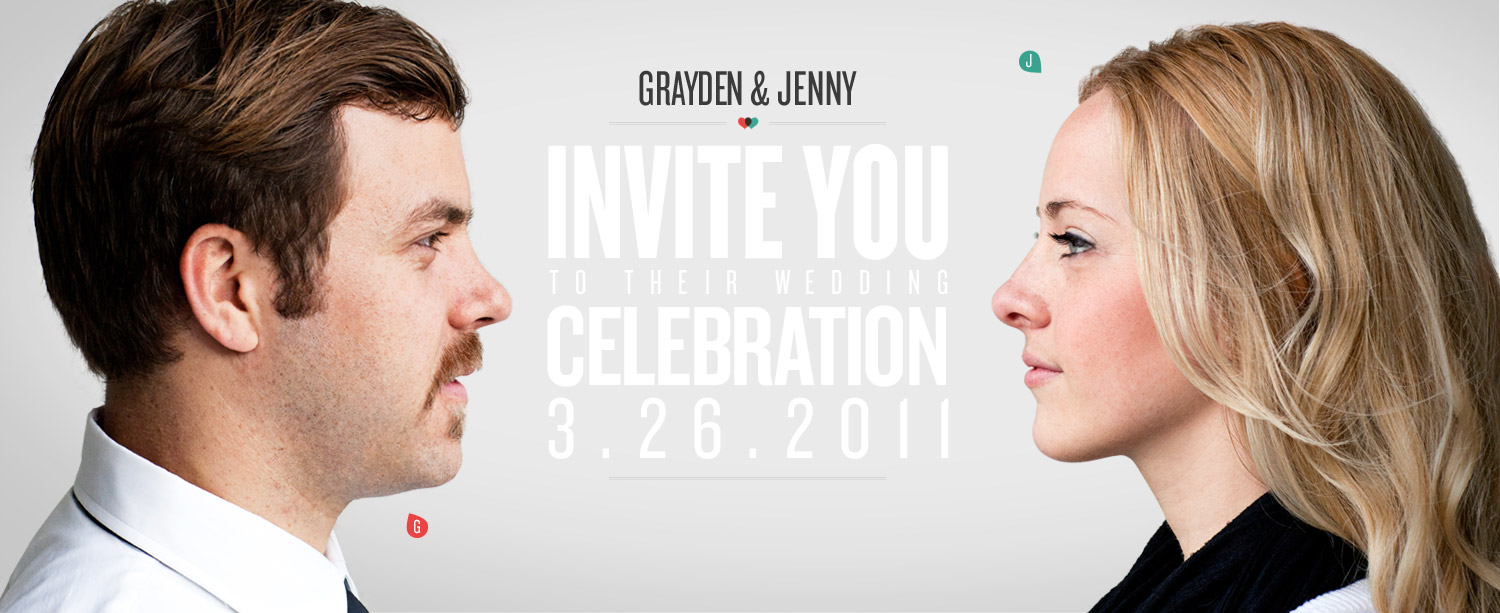 GRAYDEN & JENNY
INVITE YOU
TO THEIR WEDDING
CELEBRATION
3.26.2011
J
G